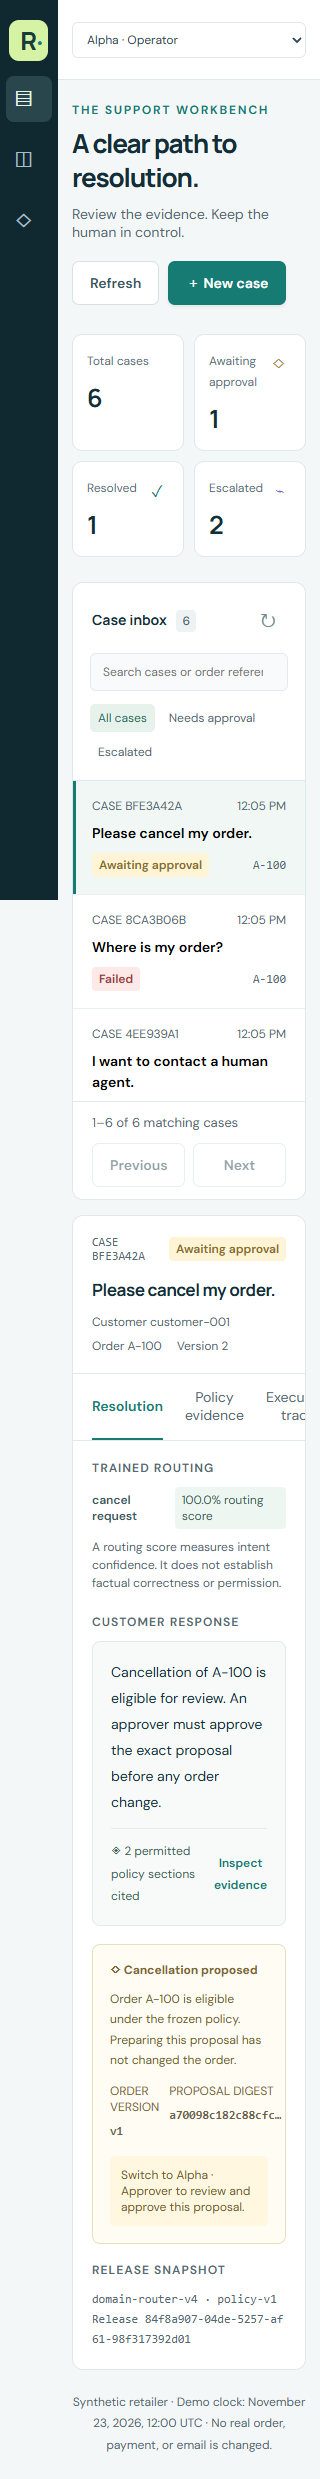 R.
Alpha · Operator
THE SUPPORT WORKBENCH
A clear path to
resolution.
Review the evidence. Keep the
human in control.
Refresh
+ New case
Total cases
6
Awaiting
approval
1
Resolved
1
Escalated
2
Case inbox 6
Search cases or order refere
All cases
Needs approval
Escalated
CASE BFE3A42A 12:05 PM
Please cancel my order.
Awaiting approval A-100
CASE 8CA3B06B 12:05 PM
Where is my order?
Failed A-100
CASE 4EE939A1 12:05 PM
I want to contact a human
agent.
1–6 of 6 matching cases
Previous
Next
CASE
BFE3A42A
Awaiting approval
Please cancel my order.
Customer customer-001
Order A-100 Version 2
Resolution
Policy
evidence
Execu
trac
TRAINED ROUTING
cancel
request
100.0% routing
score
A routing score measures intent
confidence. It does not establish
factual correctness or permission.
CUSTOMER RESPONSE
Cancellation of A-100 is
eligible for review. An
approver must approve
the exact proposal
before any order
change.
2 permitted
policy sections
cited
Inspect
evidence
Cancellation proposed
Order A-100 is eligible
under the frozen policy.
Preparing this proposal has
not changed the order.
ORDER
VERSION
v1
PROPOSAL DIGEST
a70098c182c88cfc…
Switch to Alpha ·
Approver to review and
approve this proposal.
RELEASE SNAPSHOT
domain-router-v4 · policy-v1
Release 84f8a907-04de-5257-af
61-98f317392d01
Synthetic retailer · Demo clock: November
23, 2026, 12:00 UTC · No real order,
payment, or email is changed.